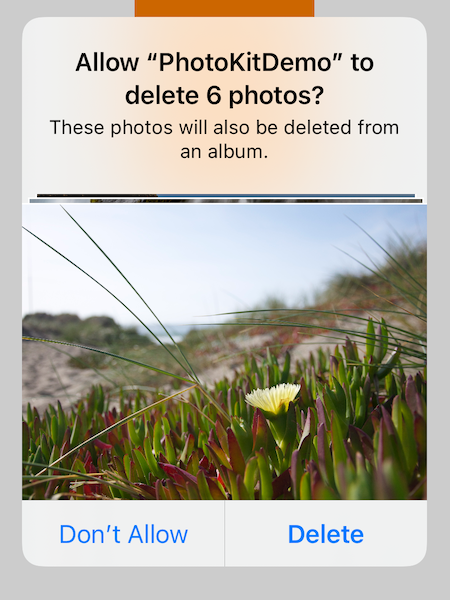 Allow “PhotoKitDemo” to
delete 6 photos?
These photos will also be deleted from
an album.
Don’t Allow
Delete